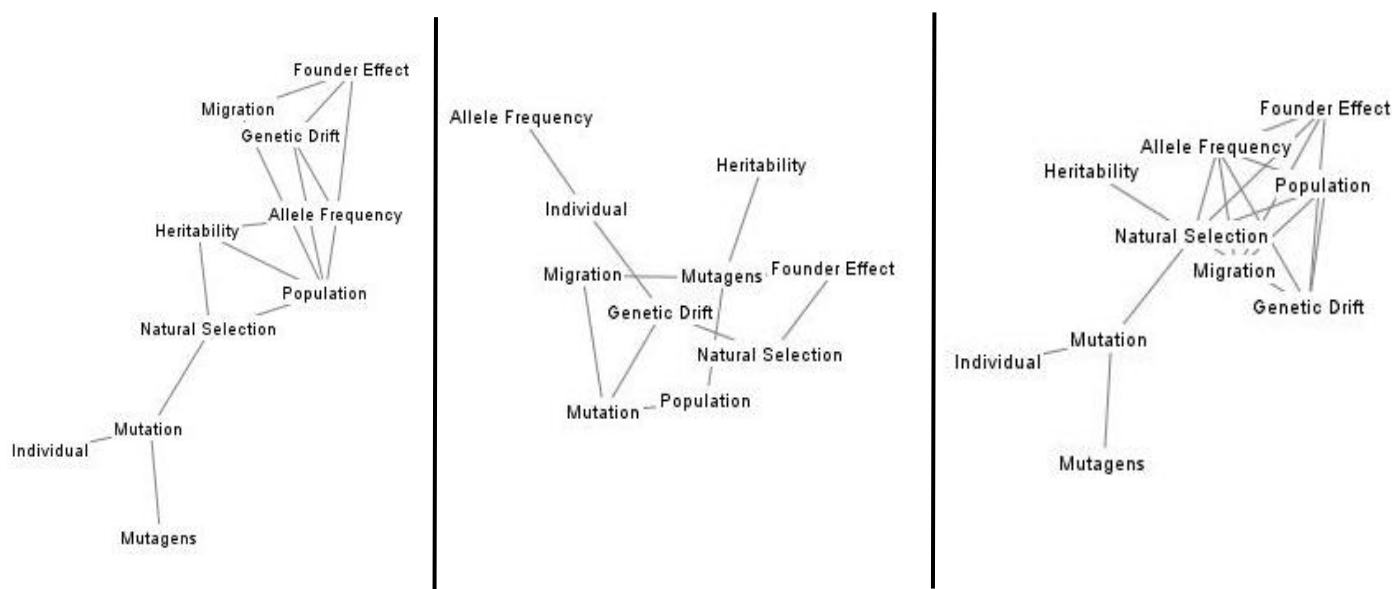 Founder Effect
Migration
Genetic Drift
Allele Frequency
Heritability
Population
Natural Selection
Mutation
Individual
Mutagens
Allele Frequency
Heritability
Individual
Migration
Mutagens
Founder Effect
Genetic Drift
Natural Selection
Population
Mutation
Founder Effect
Allele Frequency
Heritability
Population
Natural Selection
Migration
Genetic Drift
Mutation
Individual
Mutagens